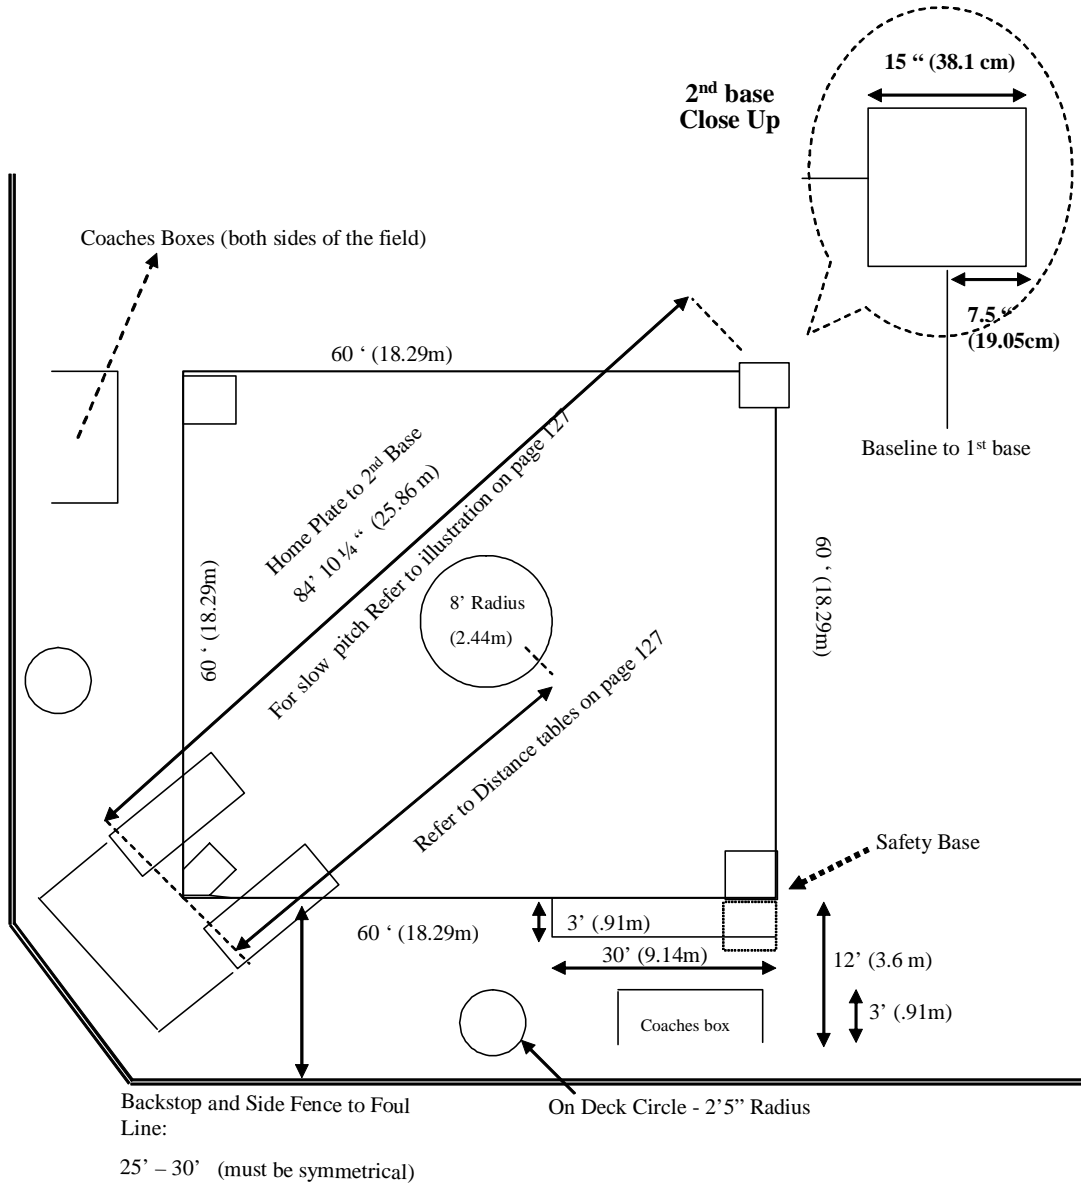 15 “ (38.1 cm)
2nd base
Close Up
7.5 “
(19.05cm)
Baseline to 1st base
Coaches Boxes (both sides of the field)
60 ‘ (18.29m)
Home Plate to 2nd Base
84’ 10 ¼ “ (25.86 m)
For slow pitch Refer to illustration on page 127
60 ‘ (18.29m)
8’ Radius
(2.44m)
60 ‘ (18.29m)
Refer to Distance tables on page 127
Safety Base
60 ‘ (18.29m)
3’ (.91m)
30’ (9.14m)
12’ (3.6 m)
3’ (.91m)
Coaches box
Backstop and Side Fence to Foul
Line:
25’ – 30’ (must be symmetrical)
On Deck Circle - 2’5” Radius